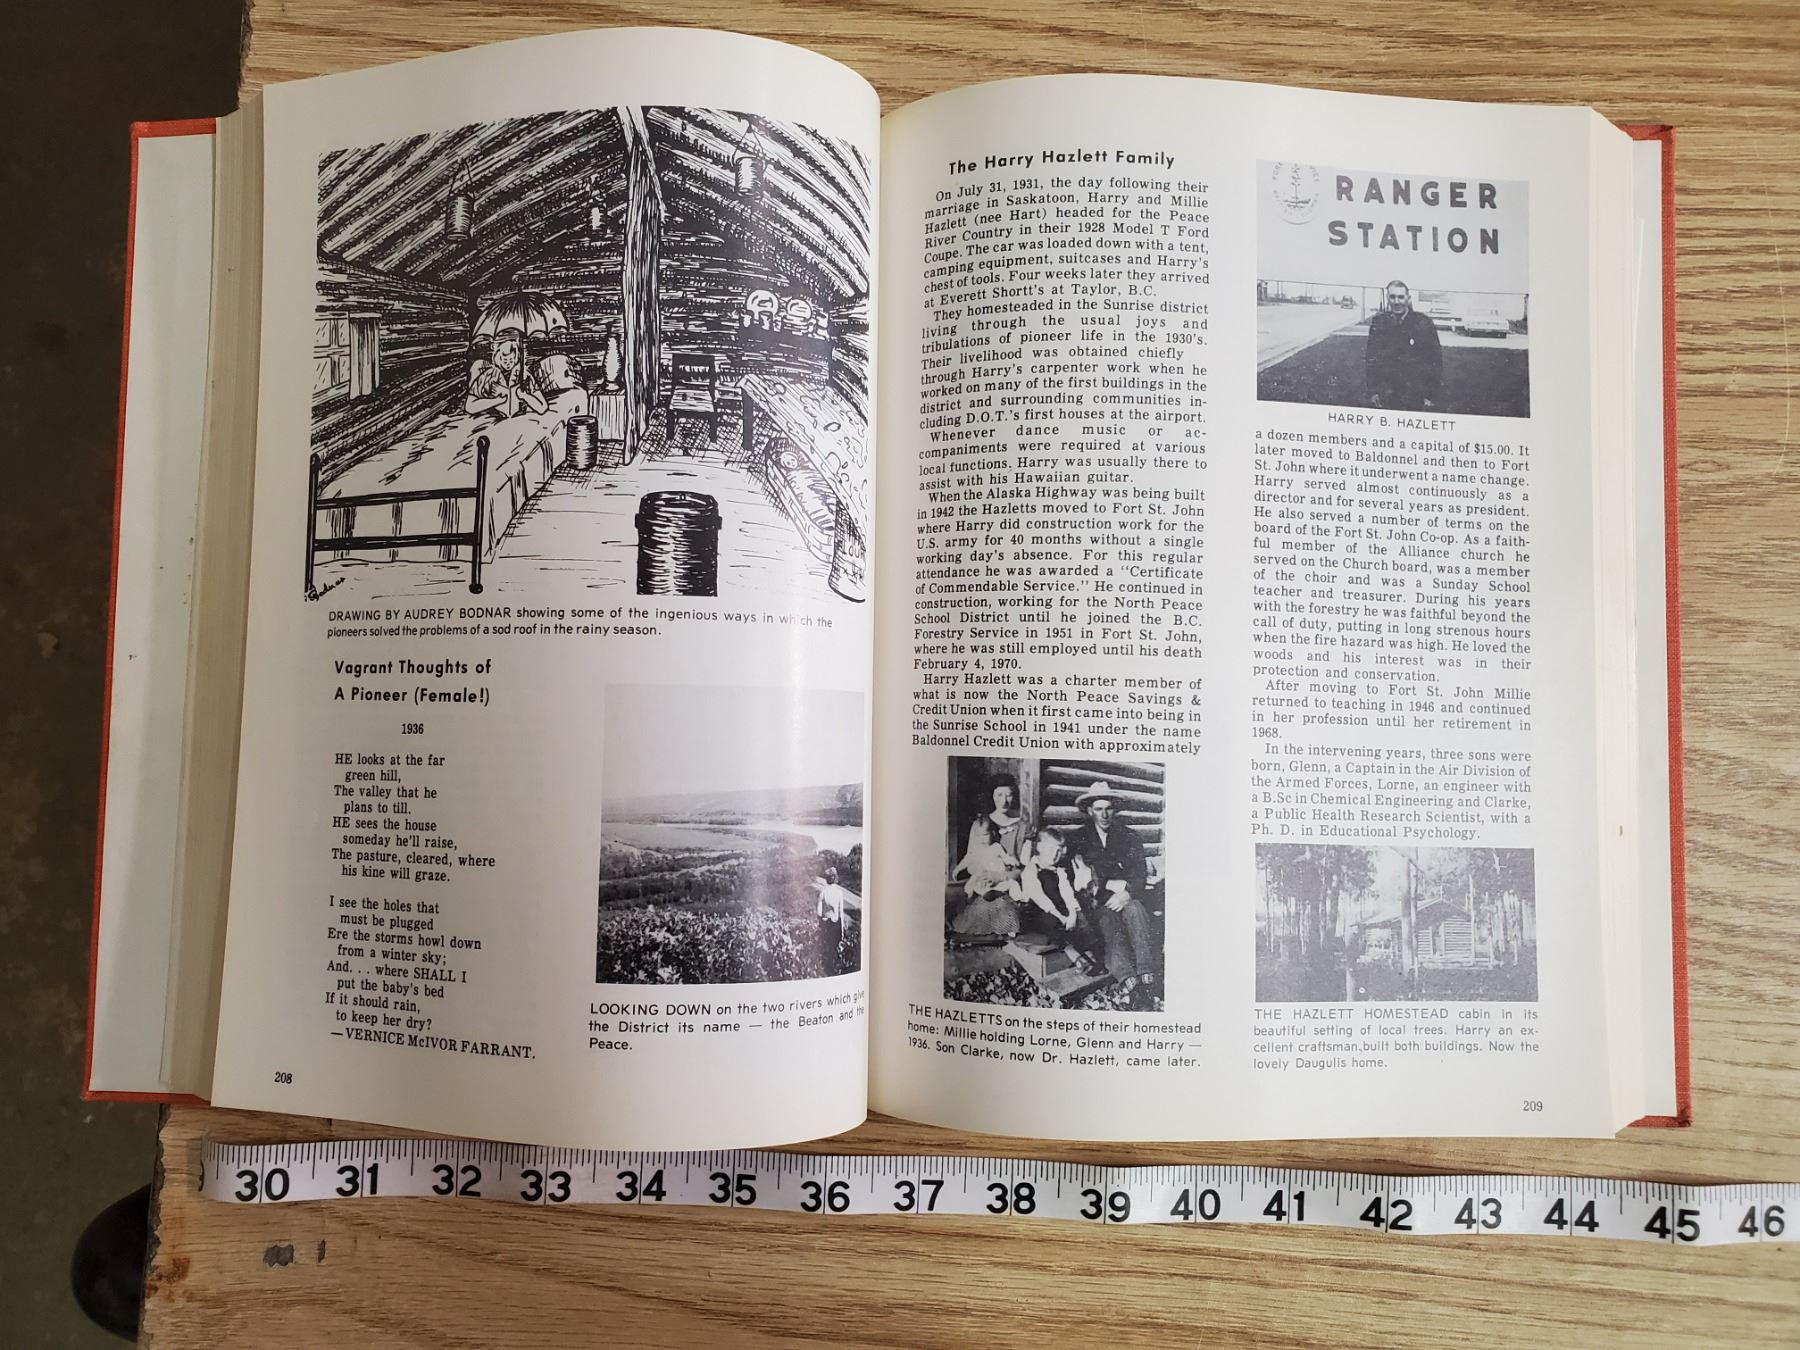 DRAWING BY AUDREY BODNAR showing some of the ingenious ways in which the
pioneers solved the problems of a sod roof in the rainy season.
Vagrant Thoughts of
A Pioneer (Female!)
1936
HE looks at the far
green hill,
The valley that he
plans to till.
HE sees the house
someday he'll raise,
The pasture, cleared, where
his kine will graze.
I see the holes that
must be plugged
Ere the storms howl down
from a winter sky;
And. . . where SHALL I
put the baby's bed
If it should rain,
to keep her dry?
—VERNICE McIVOR FARRANT.
LOOKING DOWN on the two rivers which give
the District its name — the Beaton and the
Peace.
208
The Harry Hazlett Family
On July 31, 1931, the day following their
marriage in Saskatoon, Harry and Millie
Hazlett (nee Hart) headed for the Peace
River Country in their 1928 Model T Ford
Coupe. The car was loaded down with a tent,
camping equipment, suitcases and Harry's
chest of tools. Four weeks later they arrived
at Everett Shortt's at Taylor, B.C.
They homesteaded in the Sunrise district
living through the usual joys and
tribulations of pioneer life in the 1930's.
Their livelihood was obtained chiefly
through Harry's carpenter work when he
worked on many of the first buildings in the
district and surrounding communities in-
cluding D.O.T.'s first houses at the airport.
Whenever dance music or ac-
companiments were required at various
local functions, Harry was usually there to
assist with his Hawaiian guitar.
When the Alaska Highway was being built
in 1942 the Hazletts moved to Fort St. John
where Harry did construction work for the
U.S. army for 40 months without a single
working day's absence. For this regular
attendance he was awarded a "Certificate
of Commendable Service." He continued in
construction, working for the North Peace
School District until he joined the B.C.
Forestry Service in 1951 in Fort St. John,
where he was still employed until his death
February 4, 1970.
Harry Hazlett was a charter member of
what is now the North Peace Savings &
Credit Union when it first came into being in
the Sunrise School in 1941 under the name
Baldonnel Credit Union with approximately
THE HAZLETTS on the steps of their homestead
home: Millie holding Lorne, Glenn and Harry —
1936. Son Clarke, now Dr. Hazlett, came later.
RANGER
STATION
HARRY B. HAZLETT
a dozen members and a capital of $15.00. It
later moved to Baldonnel and then to Fort
St. John where it underwent a name change.
Harry served almost continuously as a
director and for several years as president.
He also served a number of terms on the
board of the Fort St. John Co-op. As a faith-
ful member of the Alliance church he
served on the Church board, was a member
of the choir and was a Sunday School
teacher and treasurer. During his years
with the forestry he was faithful beyond the
call of duty, putting in long strenous hours
when the fire hazard was high. He loved the
woods and his interest was in their
protection and conservation.
After moving to Fort St. John Millie
returned to teaching in 1946 and continued
in her profession until her retirement in
1968.
In the intervening years, three sons were
born, Glenn, a Captain in the Air Division of
the Armed Forces, Lorne, an engineer with
a B.Sc in Chemical Engineering and Clarke,
a Public Health Research Scientist, with a
Ph. D. in Educational Psychology.
THE HAZLETT HOMESTEAD cabin in its
beautiful setting of local trees. Harry an ex-
cellent craftsman,built both buildings. Now the
lovely Daugulis home.
209
30 31 32 33 34 35 36 37 38 39 40 41 42 43 44 45 46